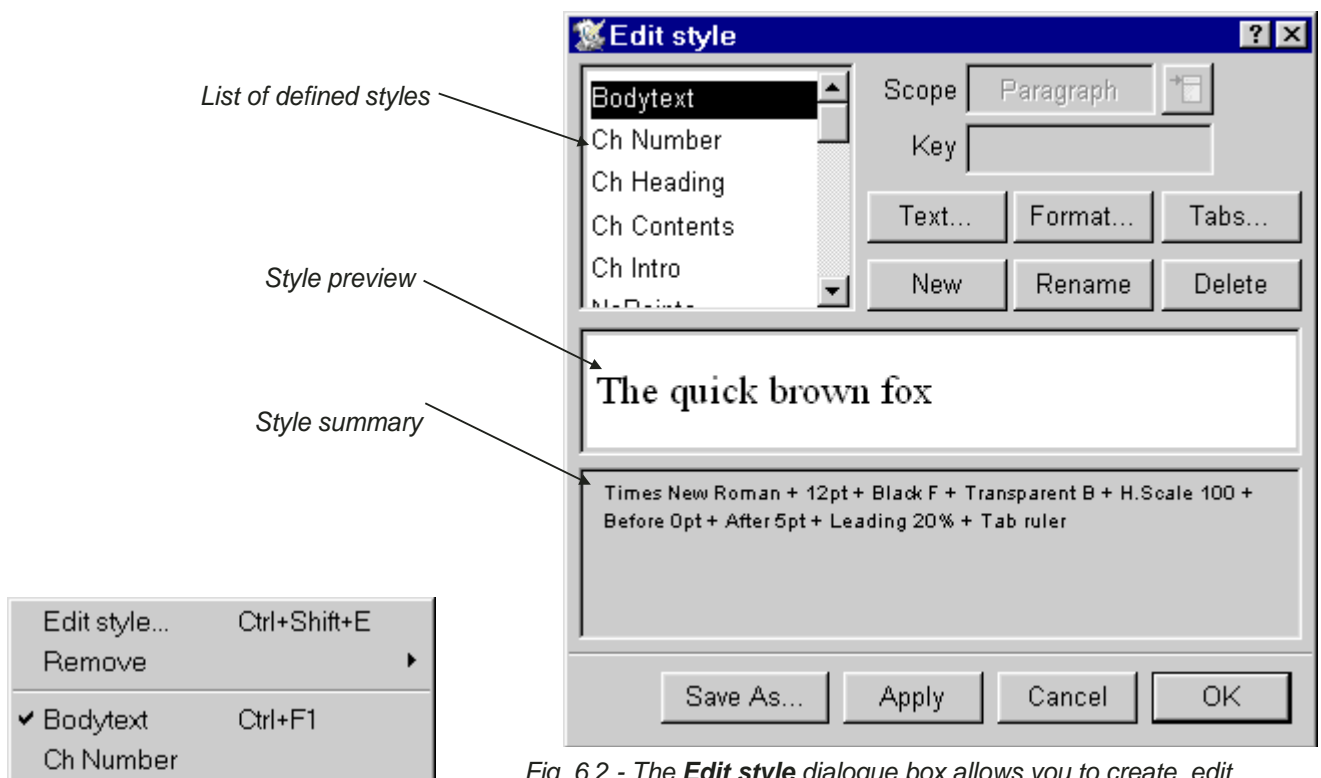 Edit style
List of defined styles
Bodytext
Ch Number
Ch Heading
Ch Contents
Ch Intro
Scope Paragraph
Key
Text... Format... Tabs...
New Rename Delete
Style preview
The quick brown fox
Style summary
Times New Roman + 12pt + Black F + Transparent B + H.Scale 100 +
Before 0pt + After 5pt + Leading 20% + Tab ruler
Save As... Apply Cancel OK
Edit style... Ctrl+Shift+E
Remove
Bodytext Ctrl+F1
Ch Number
Fig 6.2 - The Edit style dialogue box allows you to create, edit